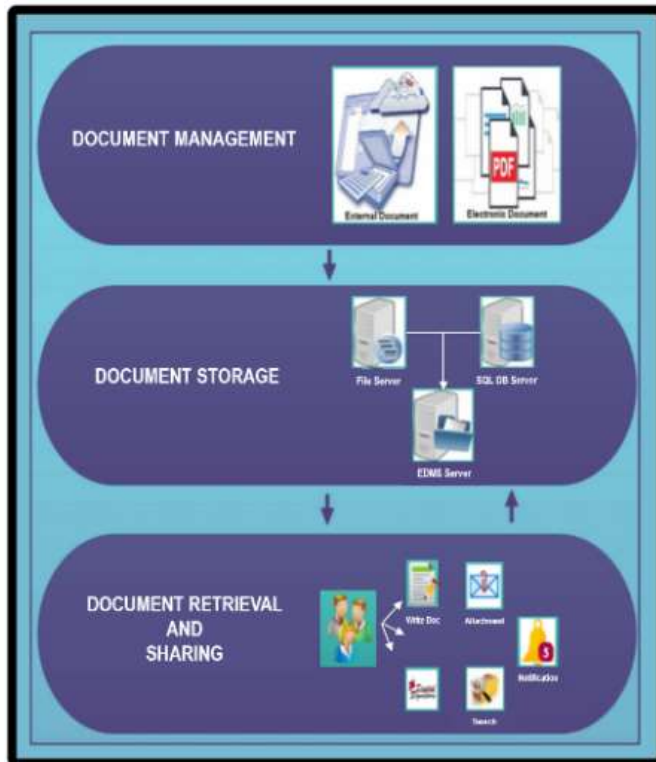 DOCUMENT MANAGEMENT
External Document
Electronic Document
PDF
DOCUMENT STORAGE
File Server
SQL DB Server
EDMS Server
DOCUMENT RETRIEVAL
AND
SHARING
Write Doc
Attachment
5
Notification
Search